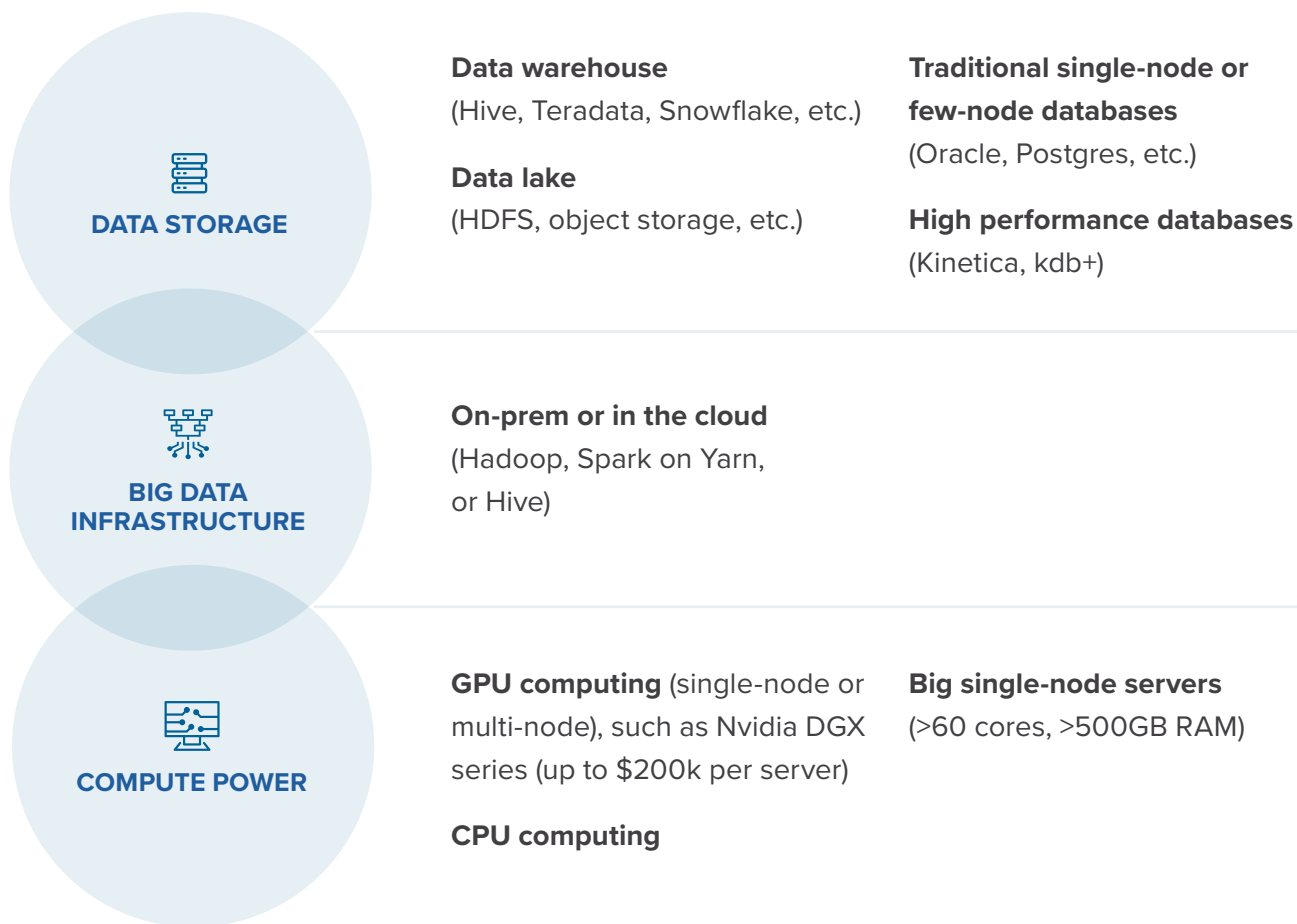 DATA STORAGE
Data warehouse
(Hive, Teradata, Snowflake, etc.)
Data lake
(HDFS, object storage, etc.)
Traditional single-node or
few-node databases
(Oracle, Postgres, etc.)
High performance databases
(Kinetica, kdb+)
BIG DATA
INFRASTRUCTURE
On-prem or in the cloud
(Hadoop, Spark on Yarn,
or Hive)
COMPUTE POWER
GPU computing (single-node or
multi-node), such as Nvidia DGX
series (up to $200k per server)
CPU computing
Big single-node servers
(>60 cores, >500GB RAM)